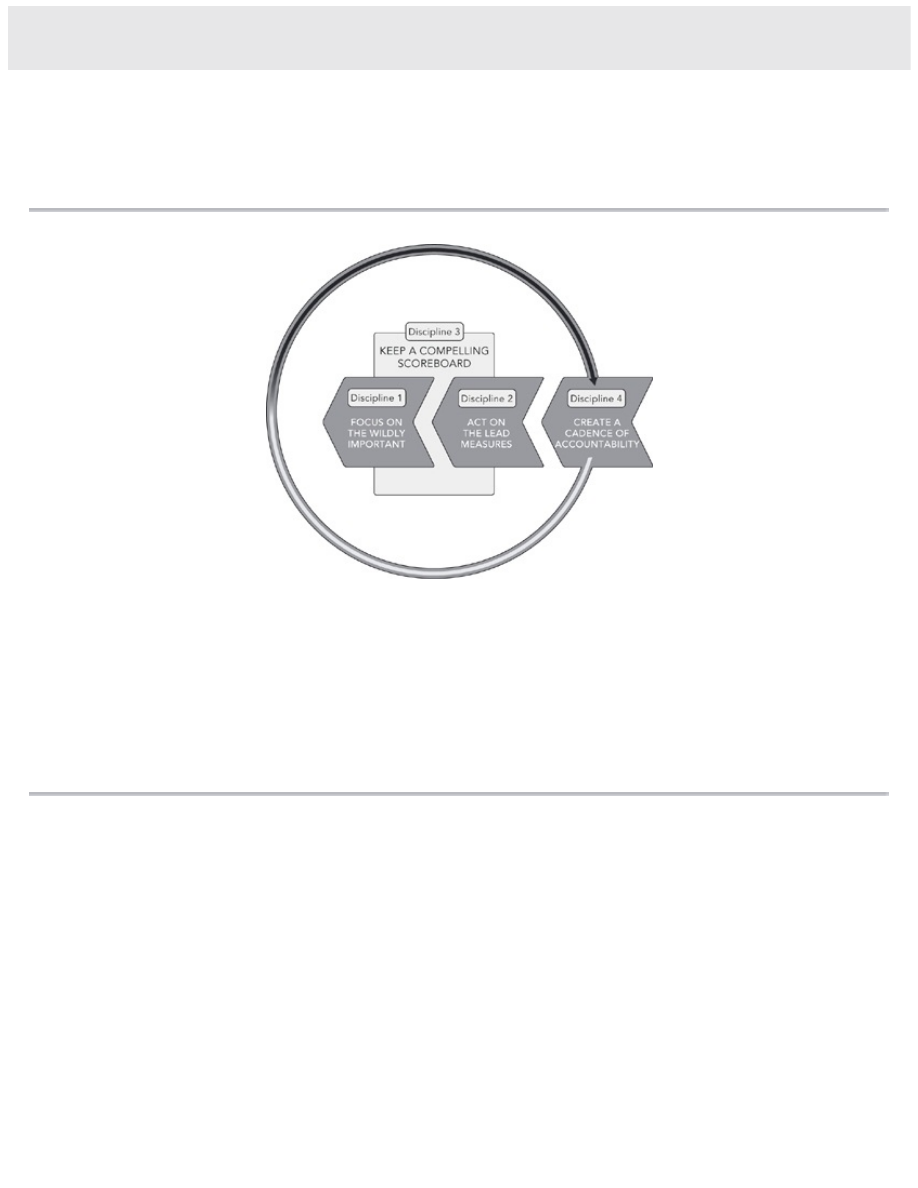 Discipline 3
KEEP A COMPELLING
SCOREBOARD
Discipline 1
FOCUS ON
THE WILDLY
IMPORTANT
Discipline 2
ACT ON
THE LEAD
MEASURES
Discipline 4
CREATE A
CADENCE OF
ACCOUNTABILITY